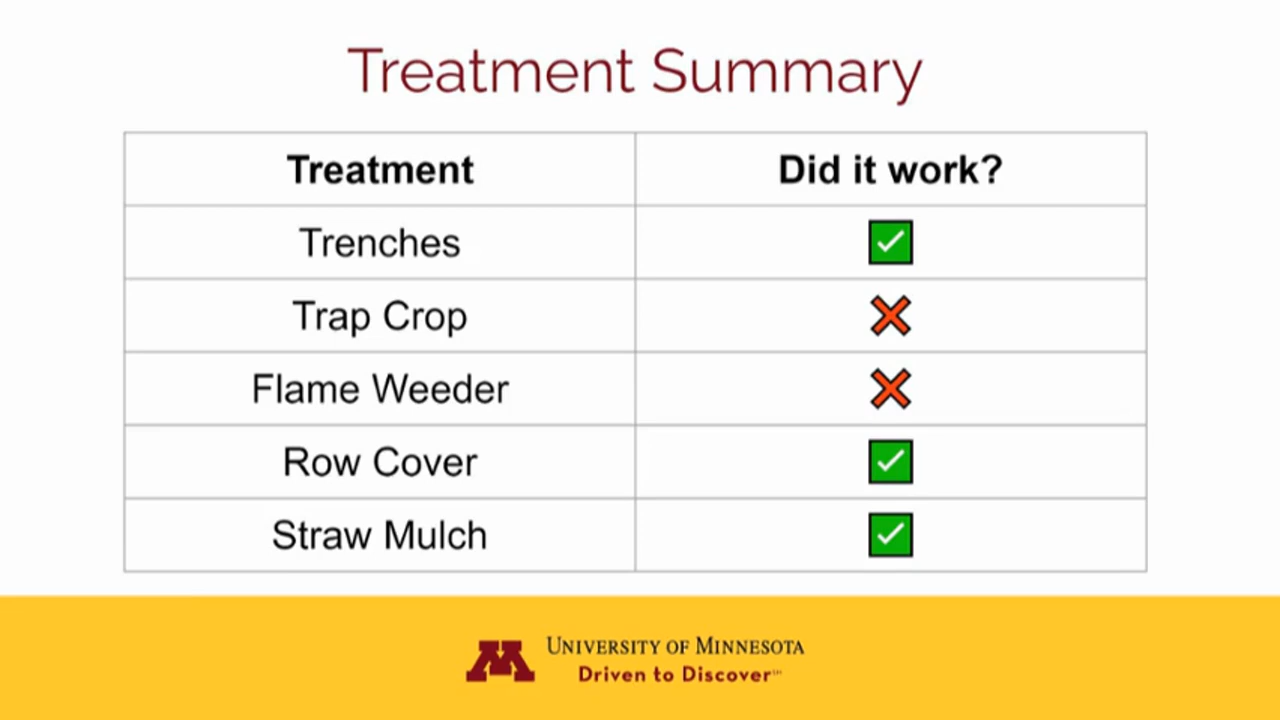 Treatment Summary
Treatment Did it work?
Trenches ✅
Trap Crop ❌
Flame Weeder ❌
Row Cover ✅
Straw Mulch ✅
M UNIVERSITY OF MINNESOTA
Driven to Discover℠